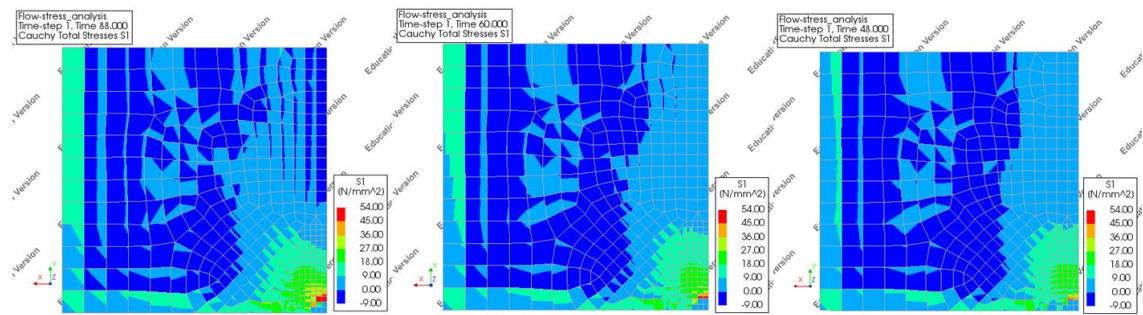 Flow-stress_analysis
Time-step 1, Time 88.000
Cauchy Total Stresses S1
S1
(N/mm^2)
54.00
45.00
36.00
27.00
18.00
9.00
0.00
-9.00
X
Y
Z
Flow-stress_analysis
Time-step 1, Time 60.000
Cauchy Total Stresses S1
S1
(N/mm^2)
54.00
45.00
36.00
27.00
18.00
9.00
0.00
-9.00
X
Y
Z
Flow-stress_analysis
Time-step 1, Time 48.000
Cauchy Total Stresses S1
S1
(N/mm^2)
54.00
45.00
36.00
27.00
18.00
9.00
0.00
-9.00
X
Y
Z
Version
Version
Version